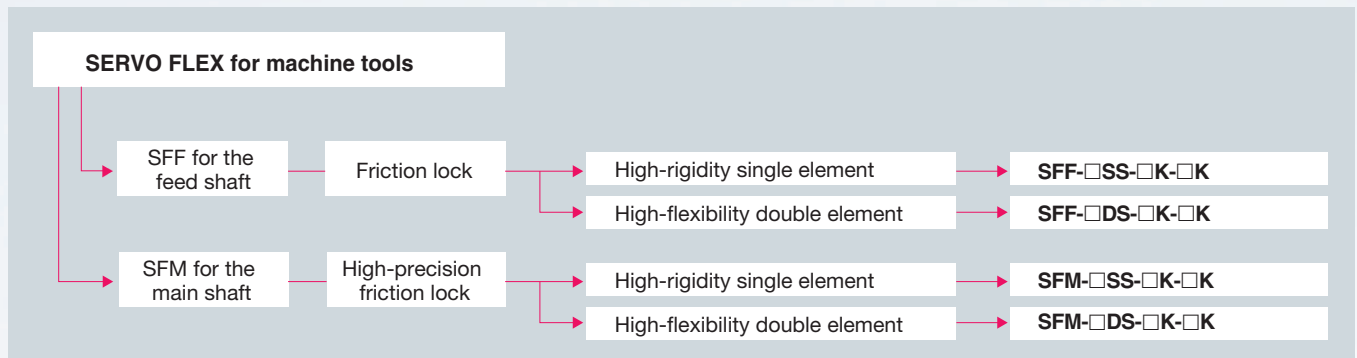 SERVO FLEX for machine tools
SFF for the
feed shaft
Friction lock
High-rigidity single element
SFF-□SS-□K-□K
High-flexibility double element
SFF-□DS-□K-□K
SFM for the
main shaft
High-precision
friction lock
High-rigidity single element
SFM-□SS-□K-□K
High-flexibility double element
SFM-□DS-□K-□K